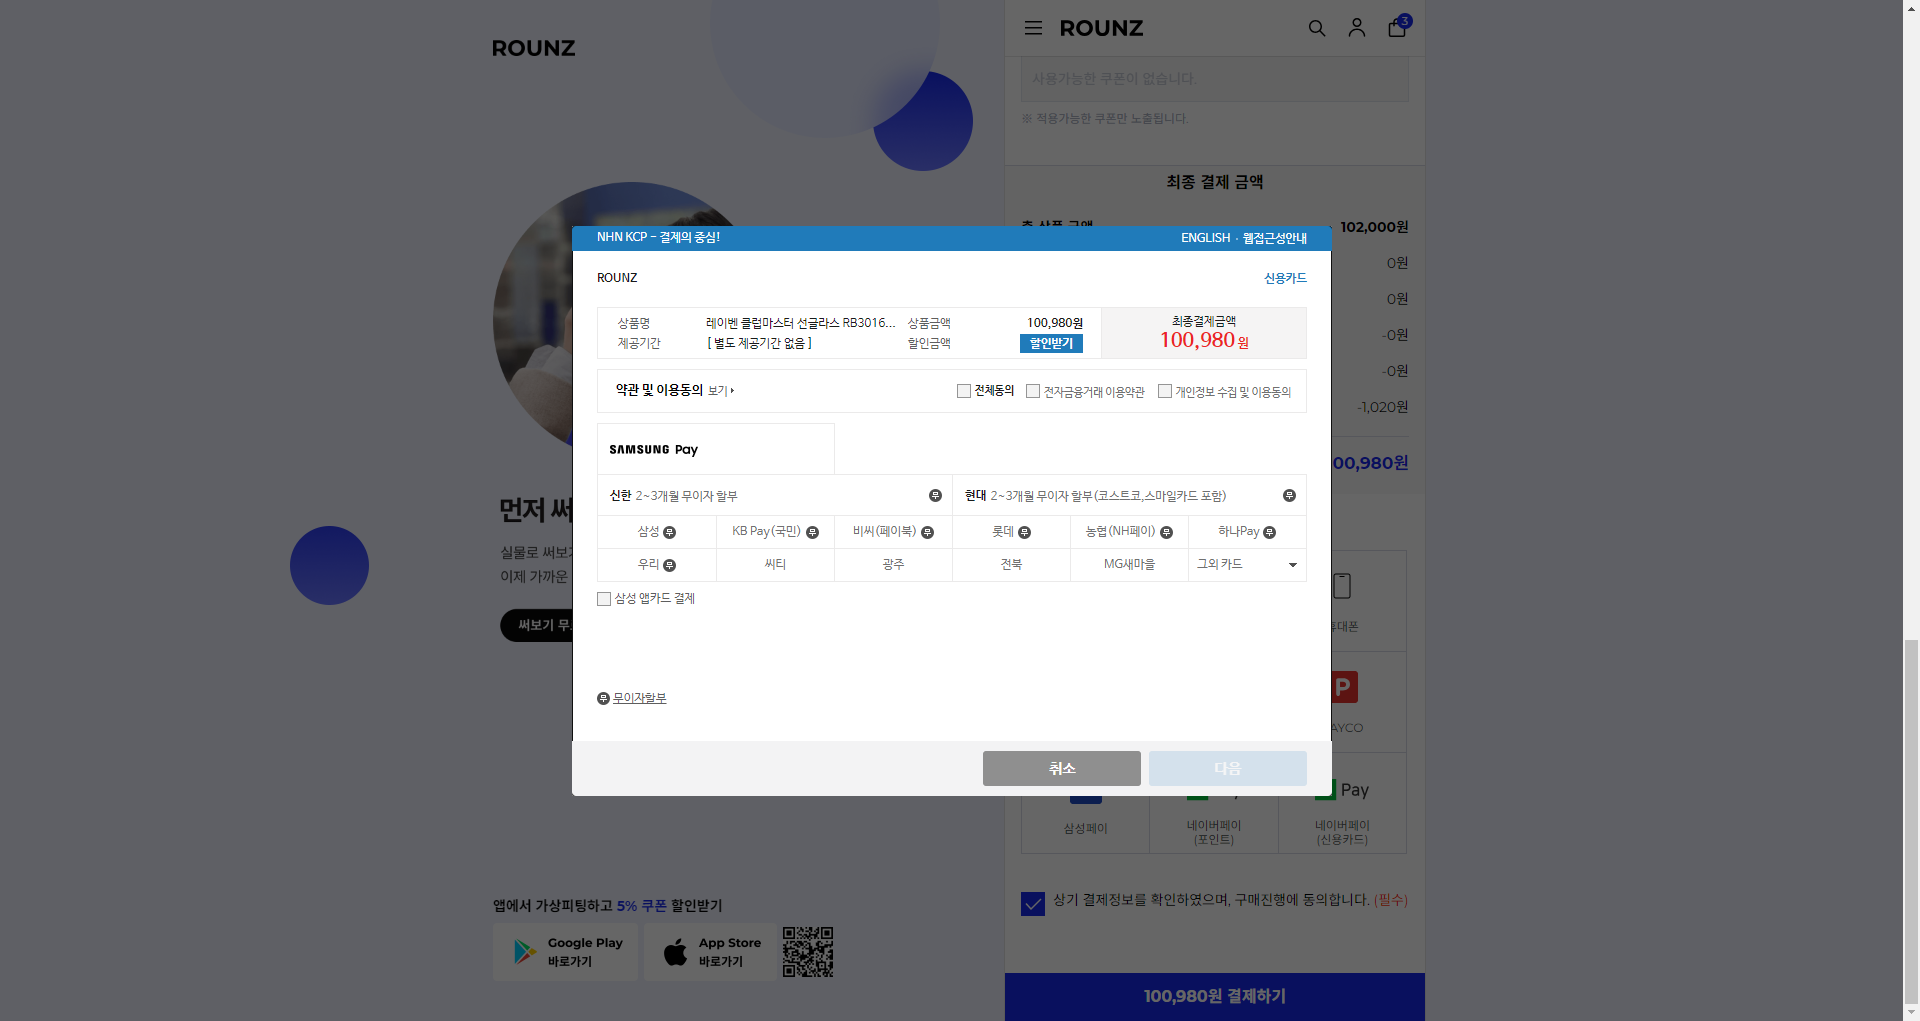 ROUNZ
ROUNZ
3
사용가능한 쿠폰이 없습니다.
※ 적용가능한 쿠폰만 노출됩니다.
최종 결제 금액
102,000원
0원
0원
-0원
-0원
-1,020원
00,980원
NHN KCP - 결제의 중심!
ENGLISH · 웹접근성안내
ROUNZ
신용카드
상품명 레이벤 클럽마스터 선글라스 RB3016... 상품금액 100,980원
제공기간 [ 별도 제공기간 없음 ] 할인금액 할인받기
최종결제금액
100,980 원
약관 및 이용동의 보기
전체동의 전자금융거래 이용약관 개인정보 수집 및 이용동의
SAMSUNG Pay
신한 2~3개월 무이자 할부 무
현대 2~3개월 무이자 할부(코스트코,스마일카드 포함) 무
삼성 무 KB Pay(국민) 무 비씨(페이북) 무 롯데 무 농협(NH페이) 무 하나Pay 무
우리 무 씨티 광주 전북 MG새마을 그외 카드
삼성 앱카드 결제
무 무이자할부
취소 다음
먼저 써
실물로 써보
이제 가까운
써보기 무
휴대폰
P
AYCO
Pay
삼성페이
네이버페이
(포인트)
네이버페이
(신용카드)
상기 결제정보를 확인하였으며, 구매진행에 동의합니다. (필수)
100,980원 결제하기
앱에서 가상피팅하고 5% 쿠폰 할인받기
Google Play
바로가기
App Store
바로가기